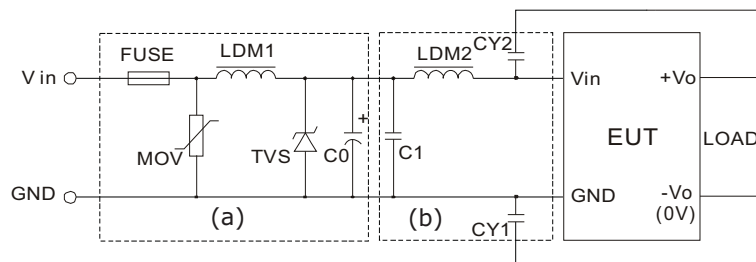 CY2
FUSE
LDM1
LDM2
V in
Vin
+Vo
MOV
TVS
+
C0
C1
EUT
LOAD
GND
(a)
(b)
CY1
GND
-Vo
(0V)